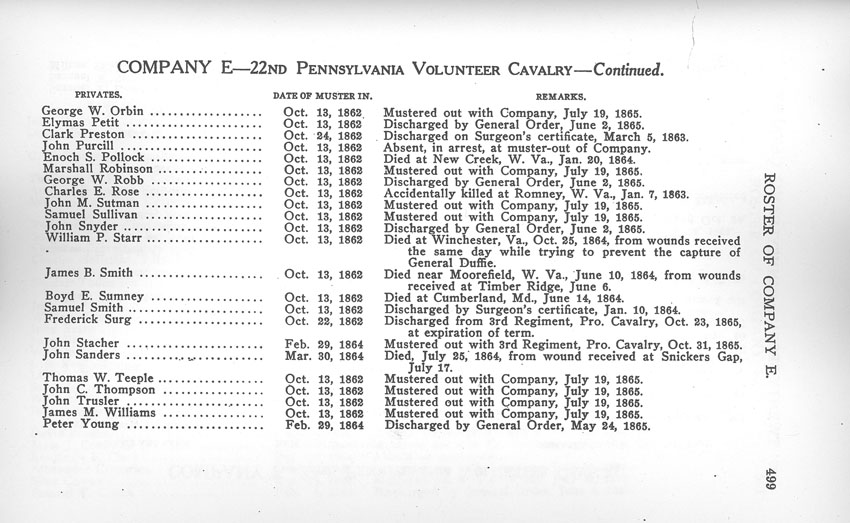 COMPANY E—22ND PENNSYLVANIA VOLUNTEER CAVALRY—Continued.
PRIVATES. DATE OF MUSTER IN. REMARKS.
George W. Orbin ................... Oct. 13, 1862 Mustered out with Company, July 19, 1865.
Elymas Petit ....................... Oct. 13, 1862 Discharged by General Order, June 2, 1865.
Clark Preston ...................... Oct. 24, 1862 Discharged on Surgeon's certificate, March 5, 1863.
John Purcill ........................ Oct. 13, 1862 Absent, in arrest, at muster-out of Company.
Enoch S. Pollock ................... Oct. 13, 1862 Died at New Creek, W. Va., Jan. 20, 1864.
Marshall Robinson .................. Oct. 13, 1862 Mustered out with Company, July 19, 1865.
George W. Robb .................... Oct. 13, 1862 Discharged by General Order, June 2, 1865.
Charles E. Rose .................... Oct. 13, 1862 Accidentally killed at Romney, W. Va., Jan. 7, 1863.
John M. Sutman .................... Oct. 13, 1862 Mustered out with Company, July 19, 1865.
Samuel Sullivan .................... Oct. 13, 1862 Mustered out with Company, July 19, 1865.
John Snyder ....................... Oct. 13, 1862 Discharged by General Order, June 2, 1865.
William P. Starr .................... Oct. 13, 1862 Died at Winchester, Va., Oct. 25, 1864, from wounds received
the same day while trying to prevent the capture of
General Duffie.
James B. Smith ..................... Oct. 13, 1862 Died near Moorefield, W. Va., June 10, 1864, from wounds
received at Timber Ridge, June 6.
Boyd E. Sumney ................... Oct. 13, 1862 Died at Cumberland, Md., June 14, 1864.
Samuel Smith ...................... Oct. 13, 1862 Discharged by Surgeon's certificate, Jan. 10, 1864.
Frederick Surg ..................... Oct. 22, 1862 Discharged from 3rd Regiment, Pro. Cavalry, Oct. 23, 1865,
at expiration of term.
John Stacher ....................... Feb. 29, 1864 Mustered out with 3rd Regiment, Pro. Cavalry, Oct. 31, 1865.
John Sanders ....................... Mar. 30, 1864 Died, July 25, 1864, from wound received at Snickers Gap,
July 17.
Thomas W. Teeple .................. Oct. 13, 1862 Mustered out with Company, July 19, 1865.
John C. Thompson .................. Oct. 13, 1862 Mustered out with Company, July 19, 1865.
John Trusler ....................... Oct. 13, 1862 Mustered out with Company, July 19, 1865.
James M. Williams .................. Oct. 13, 1862 Mustered out with Company, July 19, 1865.
Peter Young ....................... Feb. 29, 1864 Discharged by General Order, May 24, 1865.
ROSTER OF COMPANY E.
499